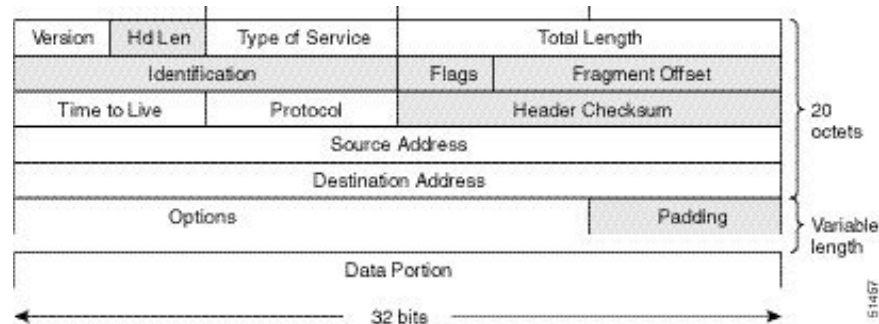 Version Hd Len Type of Service Total Length
Identification Flags Fragment Offset
Time to Live Protocol Header Checksum
Source Address
Destination Address
Options Padding
Data Portion
32 bits
20
octets
Variable
length
51457